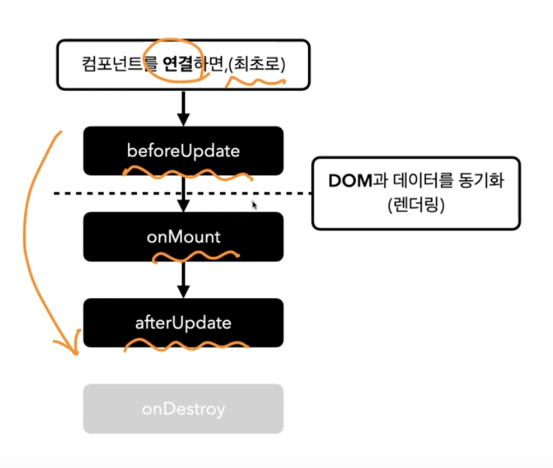 컴포넌트를 연결하면,(최초로)
beforeUpdate
DOM과 데이터를 동기화
(렌더링)
onMount
afterUpdate
onDestroy